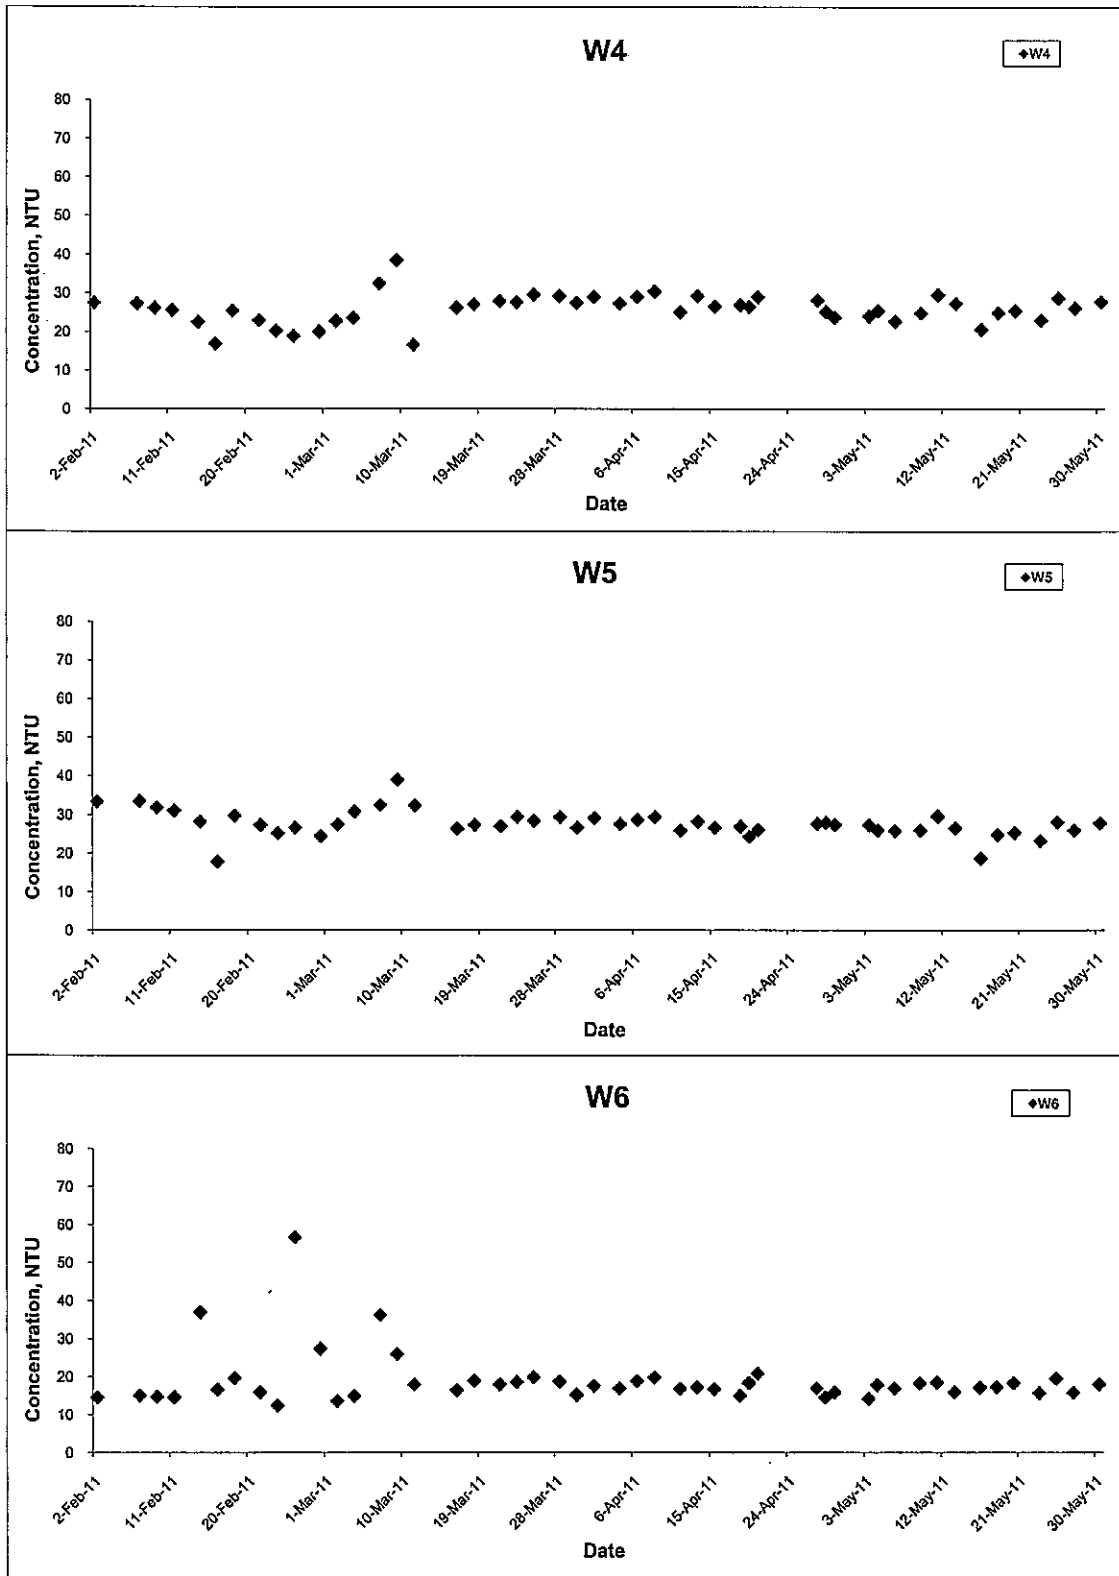 W4
◆W4
Concentration, NTU
80
70
60
50
40
30
20
10
0
2-Feb-11
11-Feb-11
20-Feb-11
1-Mar-11
10-Mar-11
19-Mar-11
28-Mar-11
6-Apr-11
15-Apr-11
24-Apr-11
3-May-11
12-May-11
21-May-11
30-May-11
Date
W5
◆W5
Concentration, NTU
80
70
60
50
40
30
20
10
0
2-Feb-11
11-Feb-11
20-Feb-11
1-Mar-11
10-Mar-11
19-Mar-11
28-Mar-11
6-Apr-11
15-Apr-11
24-Apr-11
3-May-11
12-May-11
21-May-11
30-May-11
Date
W6
◆W6
Concentration, NTU
80
70
60
50
40
30
20
10
0
2-Feb-11
11-Feb-11
20-Feb-11
1-Mar-11
10-Mar-11
19-Mar-11
28-Mar-11
6-Apr-11
15-Apr-11
24-Apr-11
3-May-11
12-May-11
21-May-11
30-May-11
Date